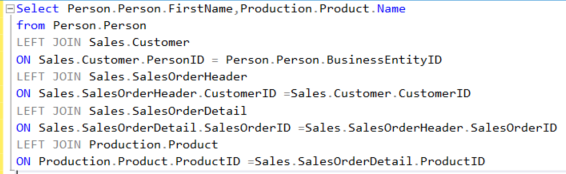 Select Person.Person.FirstName,Production.Product.Name
from Person.Person
LEFT JOIN Sales.Customer
ON Sales.Customer.PersonID = Person.Person.BusinessEntityID
LEFT JOIN Sales.SalesOrderHeader
ON Sales.SalesOrderHeader.CustomerID =Sales.Customer.CustomerID
LEFT JOIN Sales.SalesOrderDetail
ON Sales.SalesOrderDetail.SalesOrderID =Sales.SalesOrderHeader.SalesOrderID
LEFT JOIN Production.Product
ON Production.Product.ProductID =Sales.SalesOrderDetail.ProductID